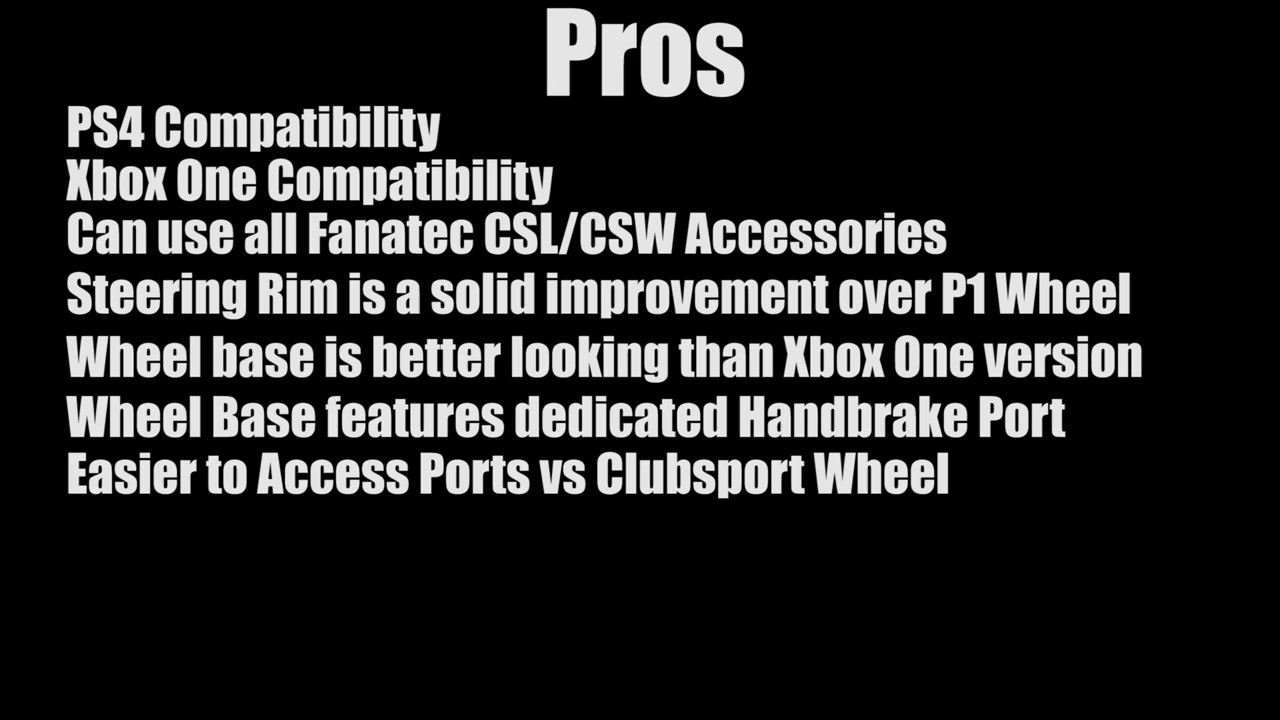 Pros
PS4 Compatibility
Xbox One Compatibility
Can use all Fanatec CSL/CSW Accessories
Steering Rim is a solid improvement over P1 Wheel
Wheel base is better looking than Xbox One version
Wheel Base features dedicated Handbrake Port
Easier to Access Ports vs Clubsport Wheel